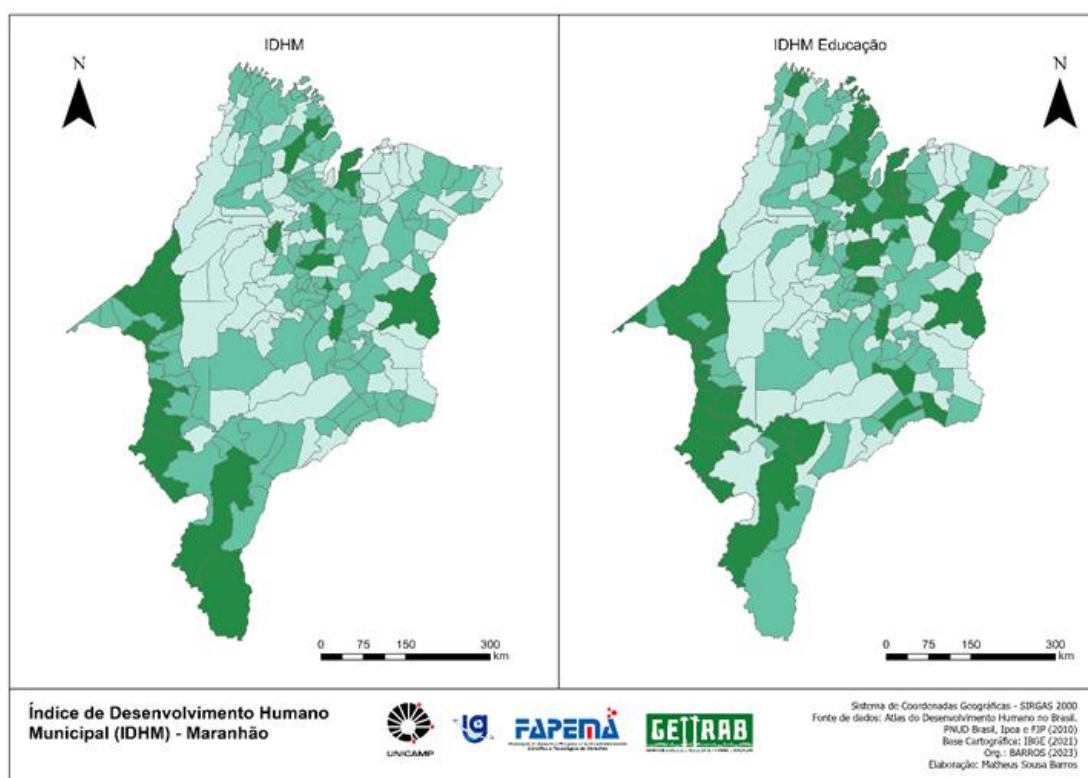 IDHM
N
0 75 150 300
km
IDHM Educação
N
0 75 150 300
km
Índice de Desenvolvimento Humano
Municipal (IDHM) - Maranhão
UNICAMP
ig
FAPEMA
GETTRAB
Sistema de Coordenadas Geográficas - SIRGAS 2000
Fonte de dados: Atlas do Desenvolvimento Humano no Brasil.
PNUD Brasil, Ipea e FJP (2010)
Base Cartográfica: IBGE (2021)
Org.: BARROS (2023)
Elaboração: Matheus Sousa Barros